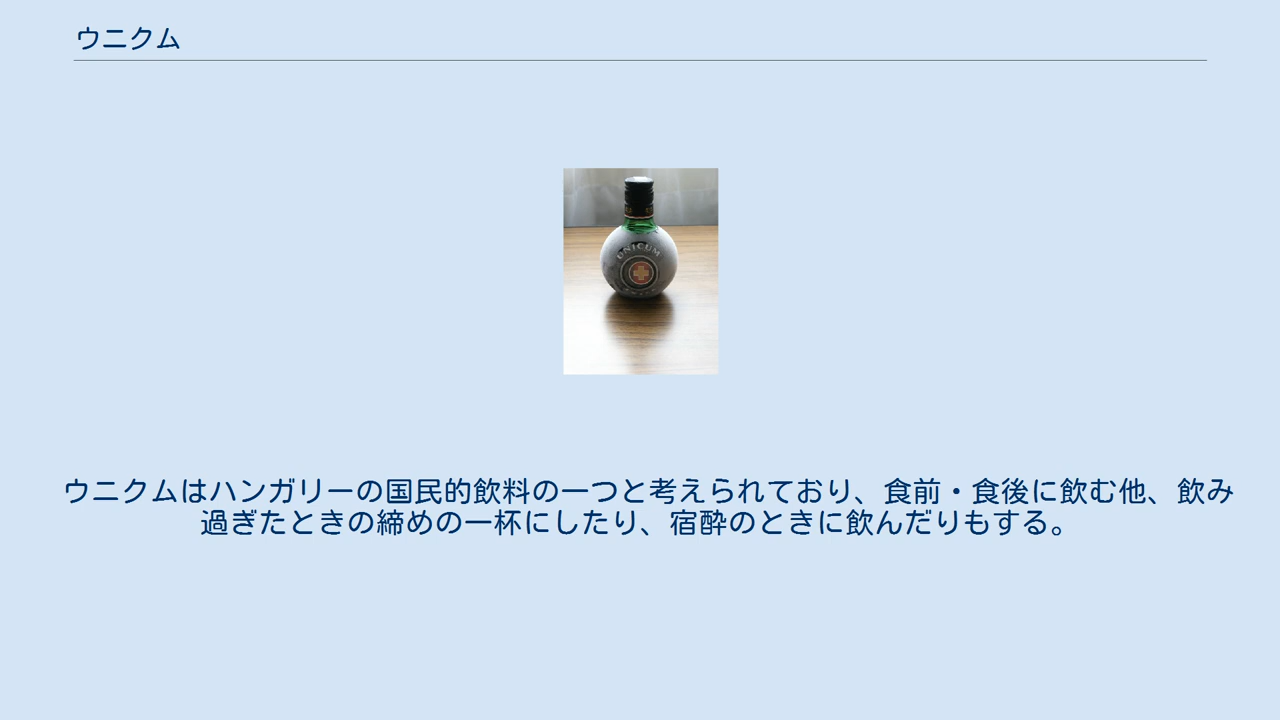 ウニクム
UNICUM
ウニクムはハンガリーの国民的飲料の一つと考えられており、食前・食後に飲む他、飲み
過ぎたときの締めの一杯にしたり、宿酔のときに飲んだりもする。